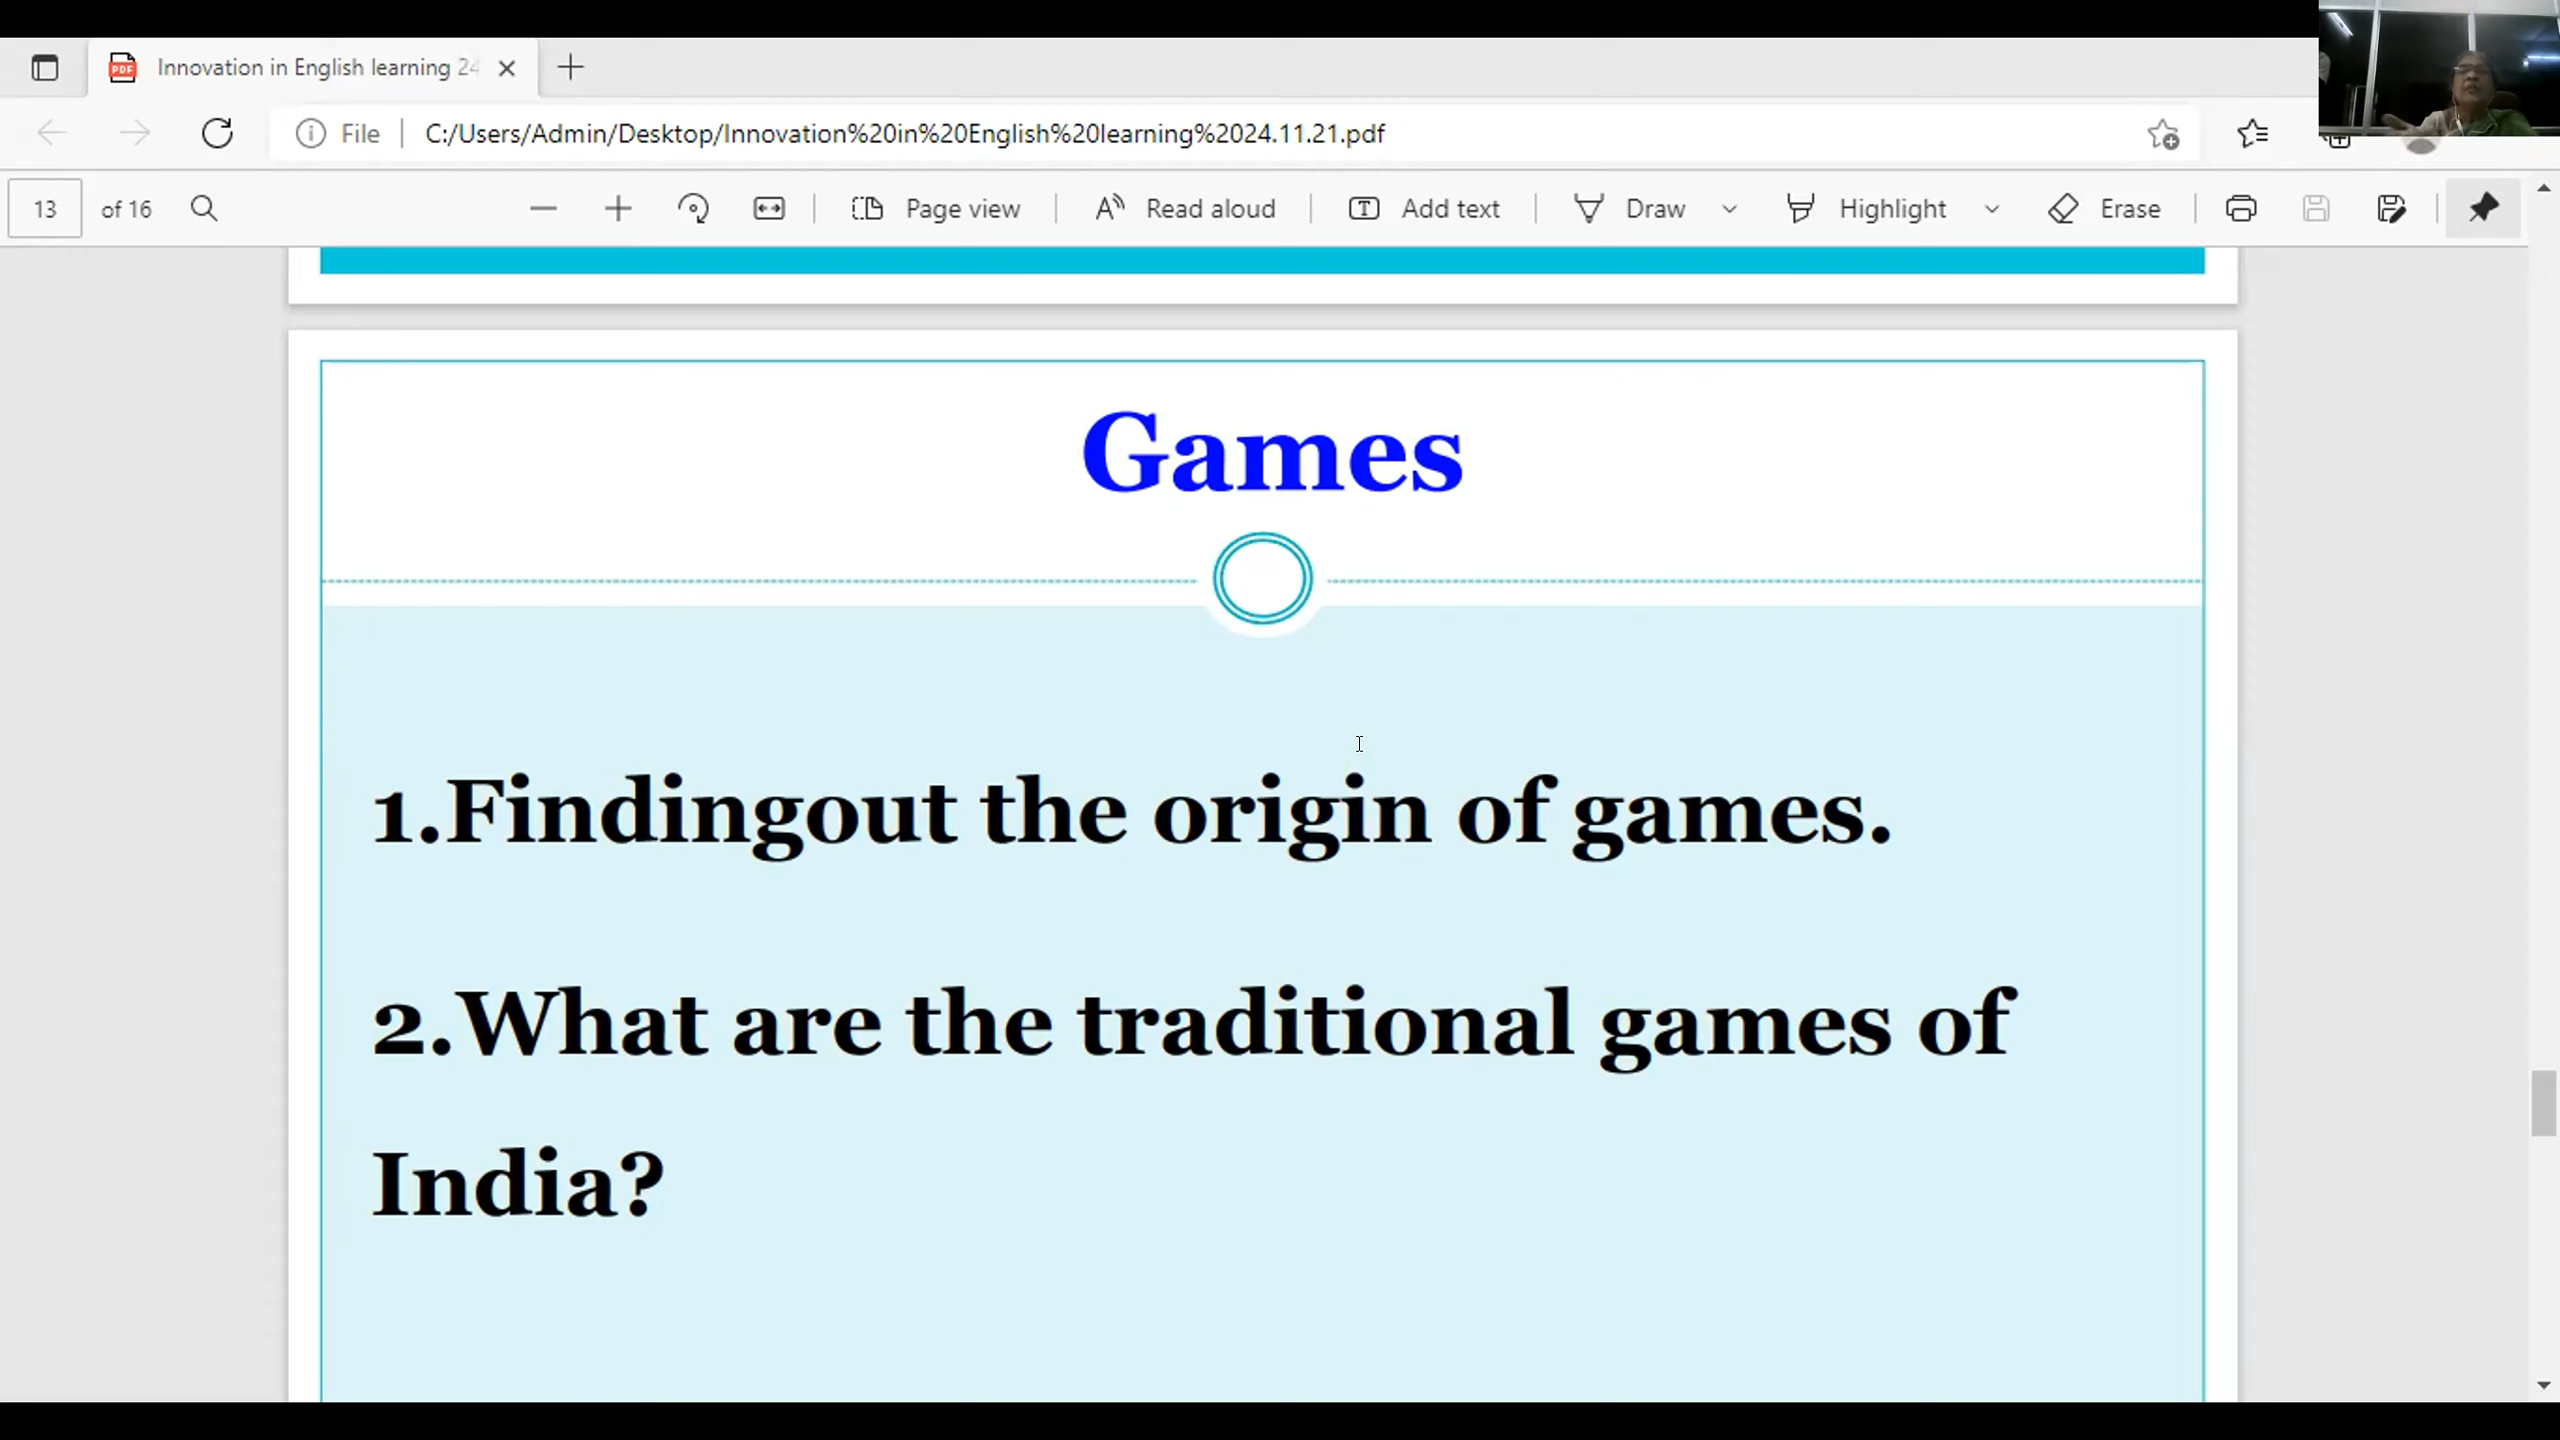 Innovation in English learning 24
File C:/Users/Admin/Desktop/Innovation%20in%20English%20learning%2024.11.21.pdf
13 of 16 Page view Read aloud Add text Draw Highlight Erase
Games
1.Findingout the origin of games.
2.What are the traditional games of
India?